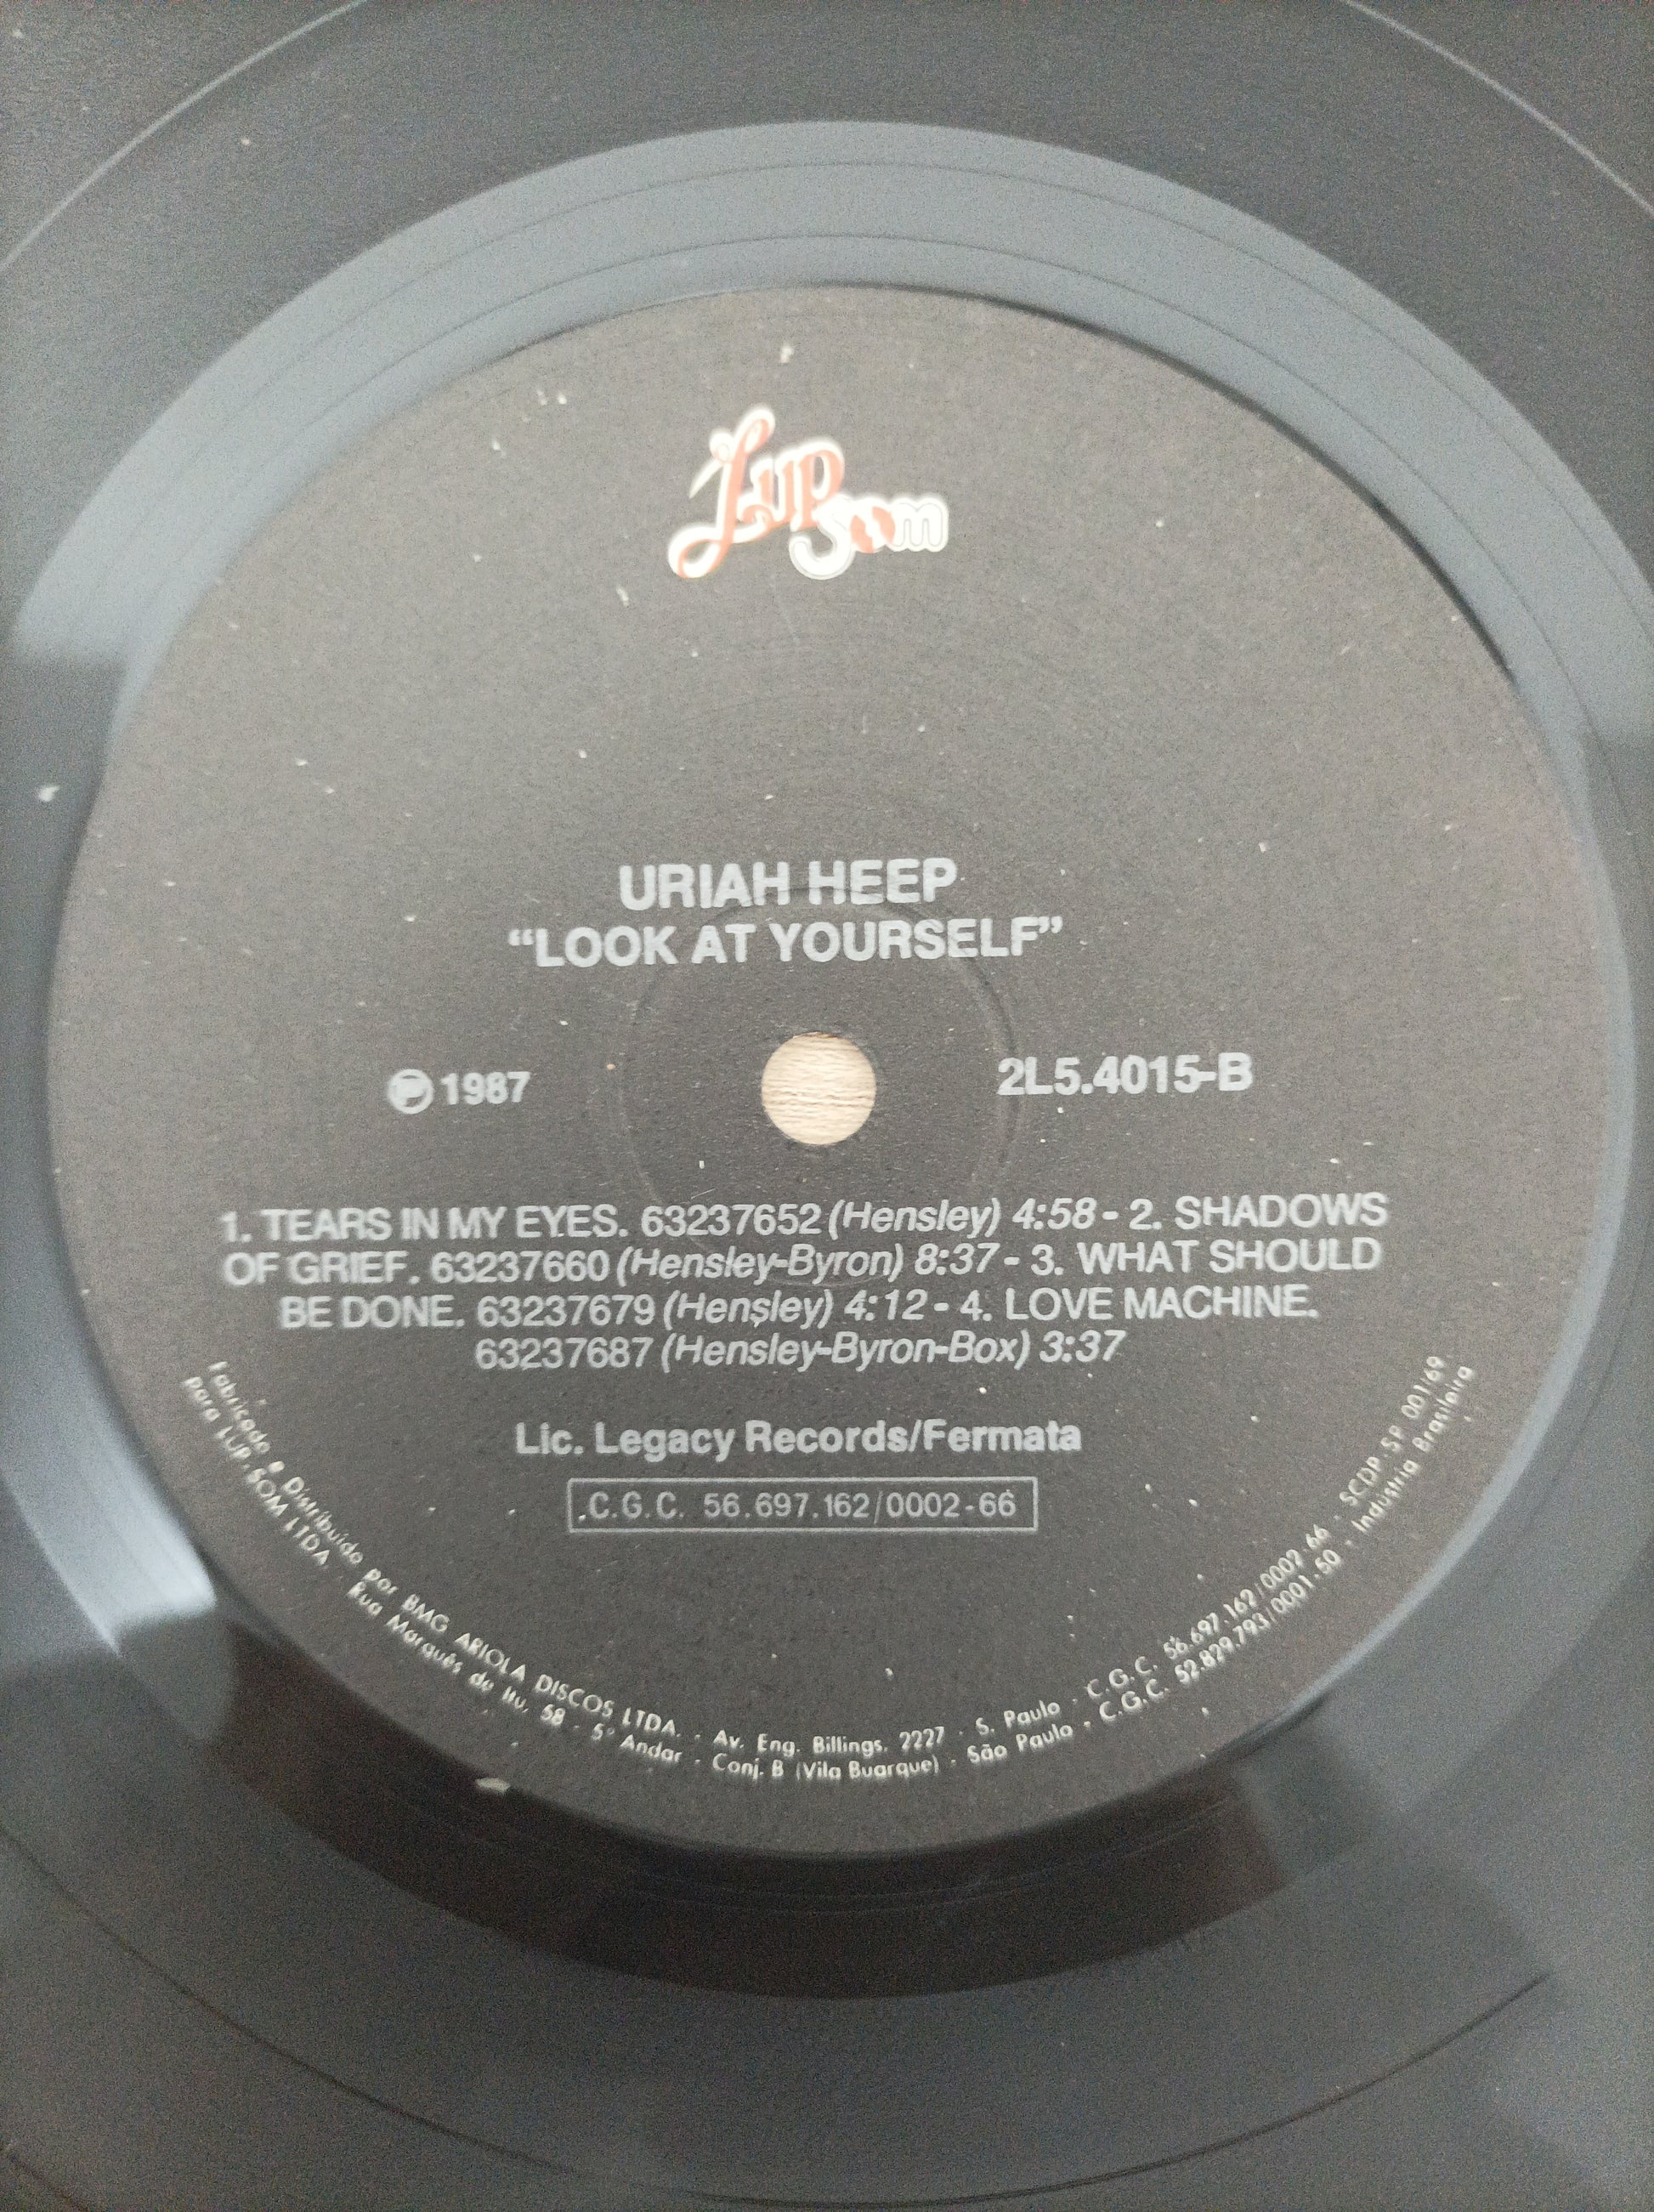 Lup Som
URIAH HEEP
“LOOK AT YOURSELF”
Ⓟ 1987
2L5.4015-B
1. TEARS IN MY EYES. 63237652 (Hensley) 4:58 - 2. SHADOWS
OF GRIEF. 63237660 (Hensley-Byron) 8:37 - 3. WHAT SHOULD
BE DONE. 63237679 (Hensley) 4:12 - 4. LOVE MACHINE.
63237687 (Hensley-Byron-Box) 3:37
Lic. Legacy Records/Fermata
C.G.C. 56.697.162/0002-66
Fabricado e Distribuído por BMG ARIOLA DISCOS LTDA. - Av. Eng. Billings, 2227 - S. Paulo - C.G.C. 56.697.162/0002-66 - SCDP-SP 001/69
para LUP-SOM LTDA - Rua Marquês de Itu, 58 - 5º Andar - Conj. B (Vila Buarque) - São Paulo - C.G.C. 52.829.793/0001-50 - Industria Brasileira